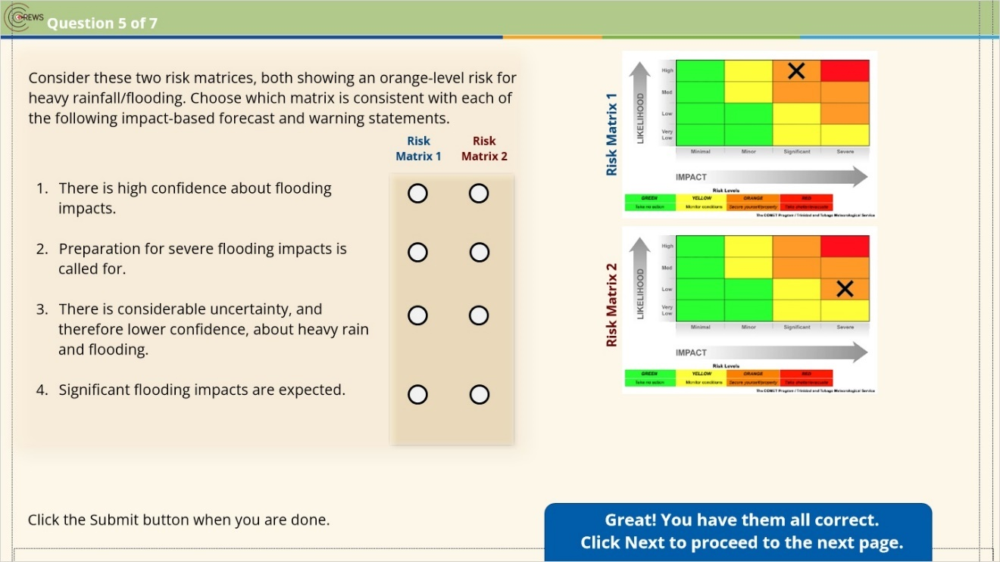 CREWS
Question 5 of 7
Consider these two risk matrices, both showing an orange-level risk for
heavy rainfall/flooding. Choose which matrix is consistent with each of
the following impact-based forecast and warning statements.
Risk
Matrix 1
Risk
Matrix 2
1. There is high confidence about flooding
impacts.
2. Preparation for severe flooding impacts is
called for.
3. There is considerable uncertainty, and
therefore lower confidence, about heavy rain
and flooding.
4. Significant flooding impacts are expected.
Click the Submit button when you are done.
Risk Matrix 1
LIKELIHOOD
High
Med
Low
Very
Low
Minimal Minor Significant Severe
IMPACT
Risk Levels
GREEN YELLOW ORANGE RED
Take no action Monitor conditions Secure yourself/property Take shelter/evacuate
The COMET Program / Trinidad and Tobago Meteorological Service
Risk Matrix 2
LIKELIHOOD
High
Med
Low
Very
Low
Minimal Minor Significant Severe
IMPACT
Risk Levels
GREEN YELLOW ORANGE RED
Take no action Monitor conditions Secure yourself/property Take shelter/evacuate
The COMET Program / Trinidad and Tobago Meteorological Service
Great! You have them all correct.
Click Next to proceed to the next page.